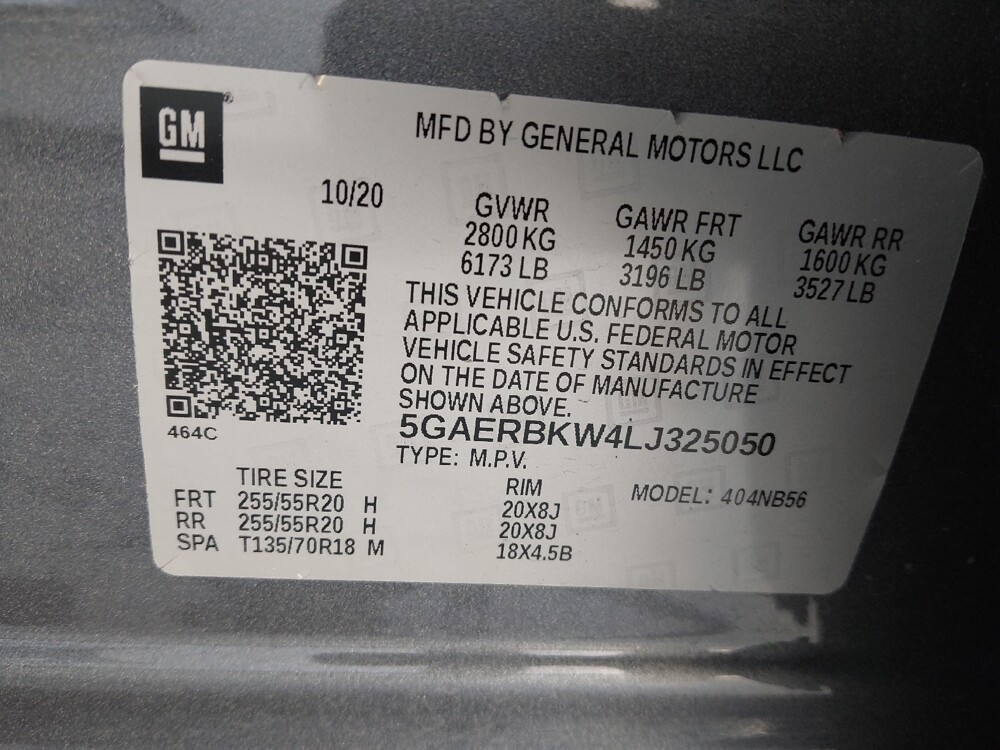 GM
MFD BY GENERAL MOTORS LLC
10/20
GVWR GAWR FRT GAWR RR
2800 KG 1450 KG 1600 KG
6173 LB 3196 LB 3527 LB
THIS VEHICLE CONFORMS TO ALL
APPLICABLE U.S. FEDERAL MOTOR
VEHICLE SAFETY STANDARDS IN EFFECT
ON THE DATE OF MANUFACTURE
SHOWN ABOVE.
464C
5GAERBKW4LJ325050
TYPE: M.P.V.
TIRE SIZE RIM MODEL: 404NB56
FRT 255/55R20 H 20X8J
RR 255/55R20 H 20X8J
SPA T135/70R18 M 18X4.5B